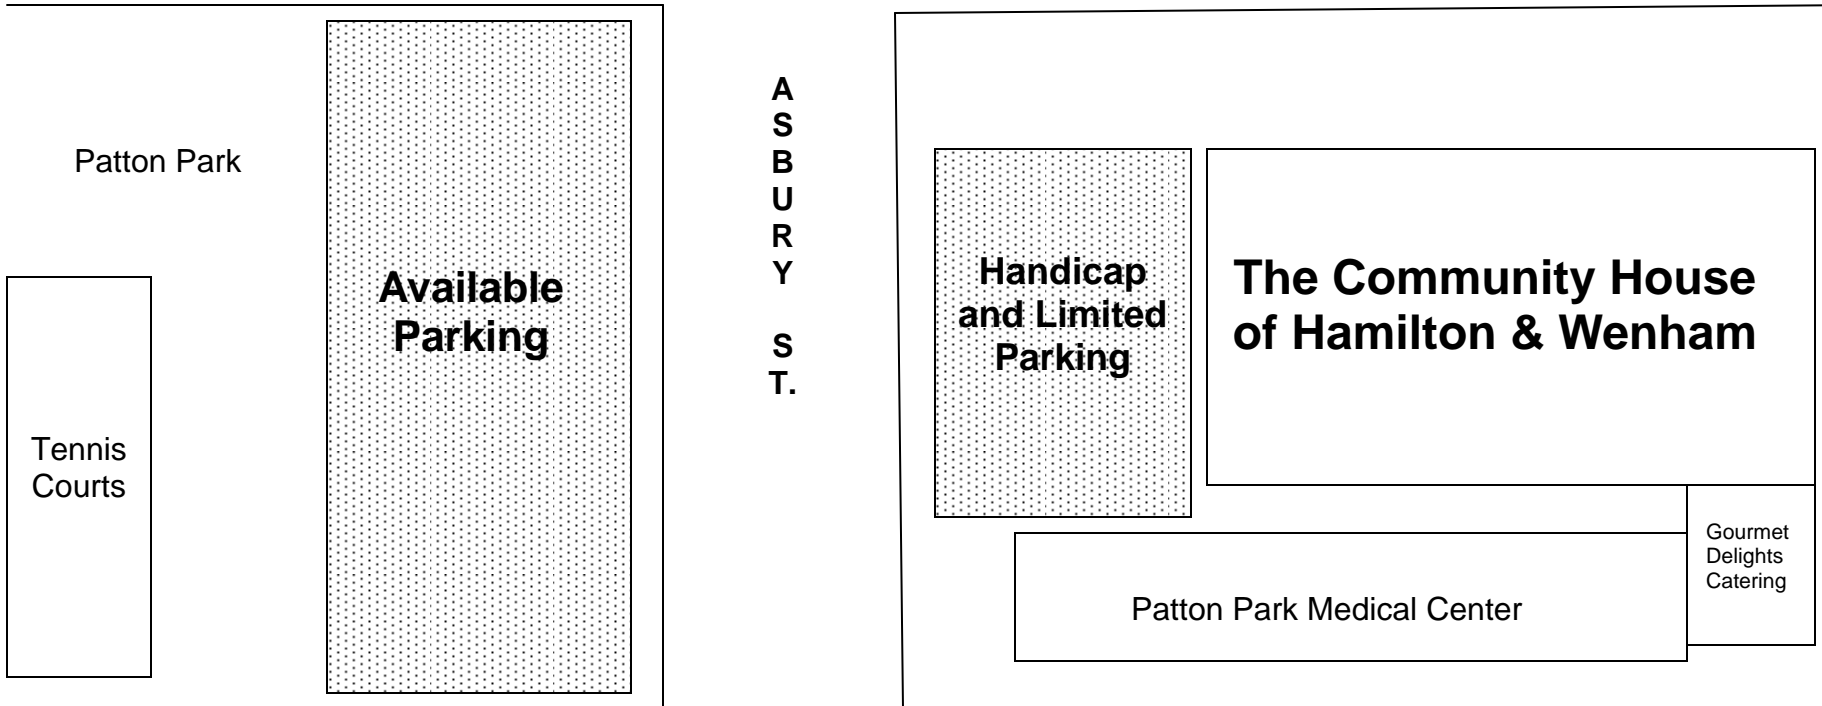 Patton Park
Available
Parking
Tennis
Courts
A
S
B
U
R
Y
S
T.
Handicap
and Limited
Parking
The Community House
of Hamilton & Wenham
Gourmet
Delights
Catering
Patton Park Medical Center